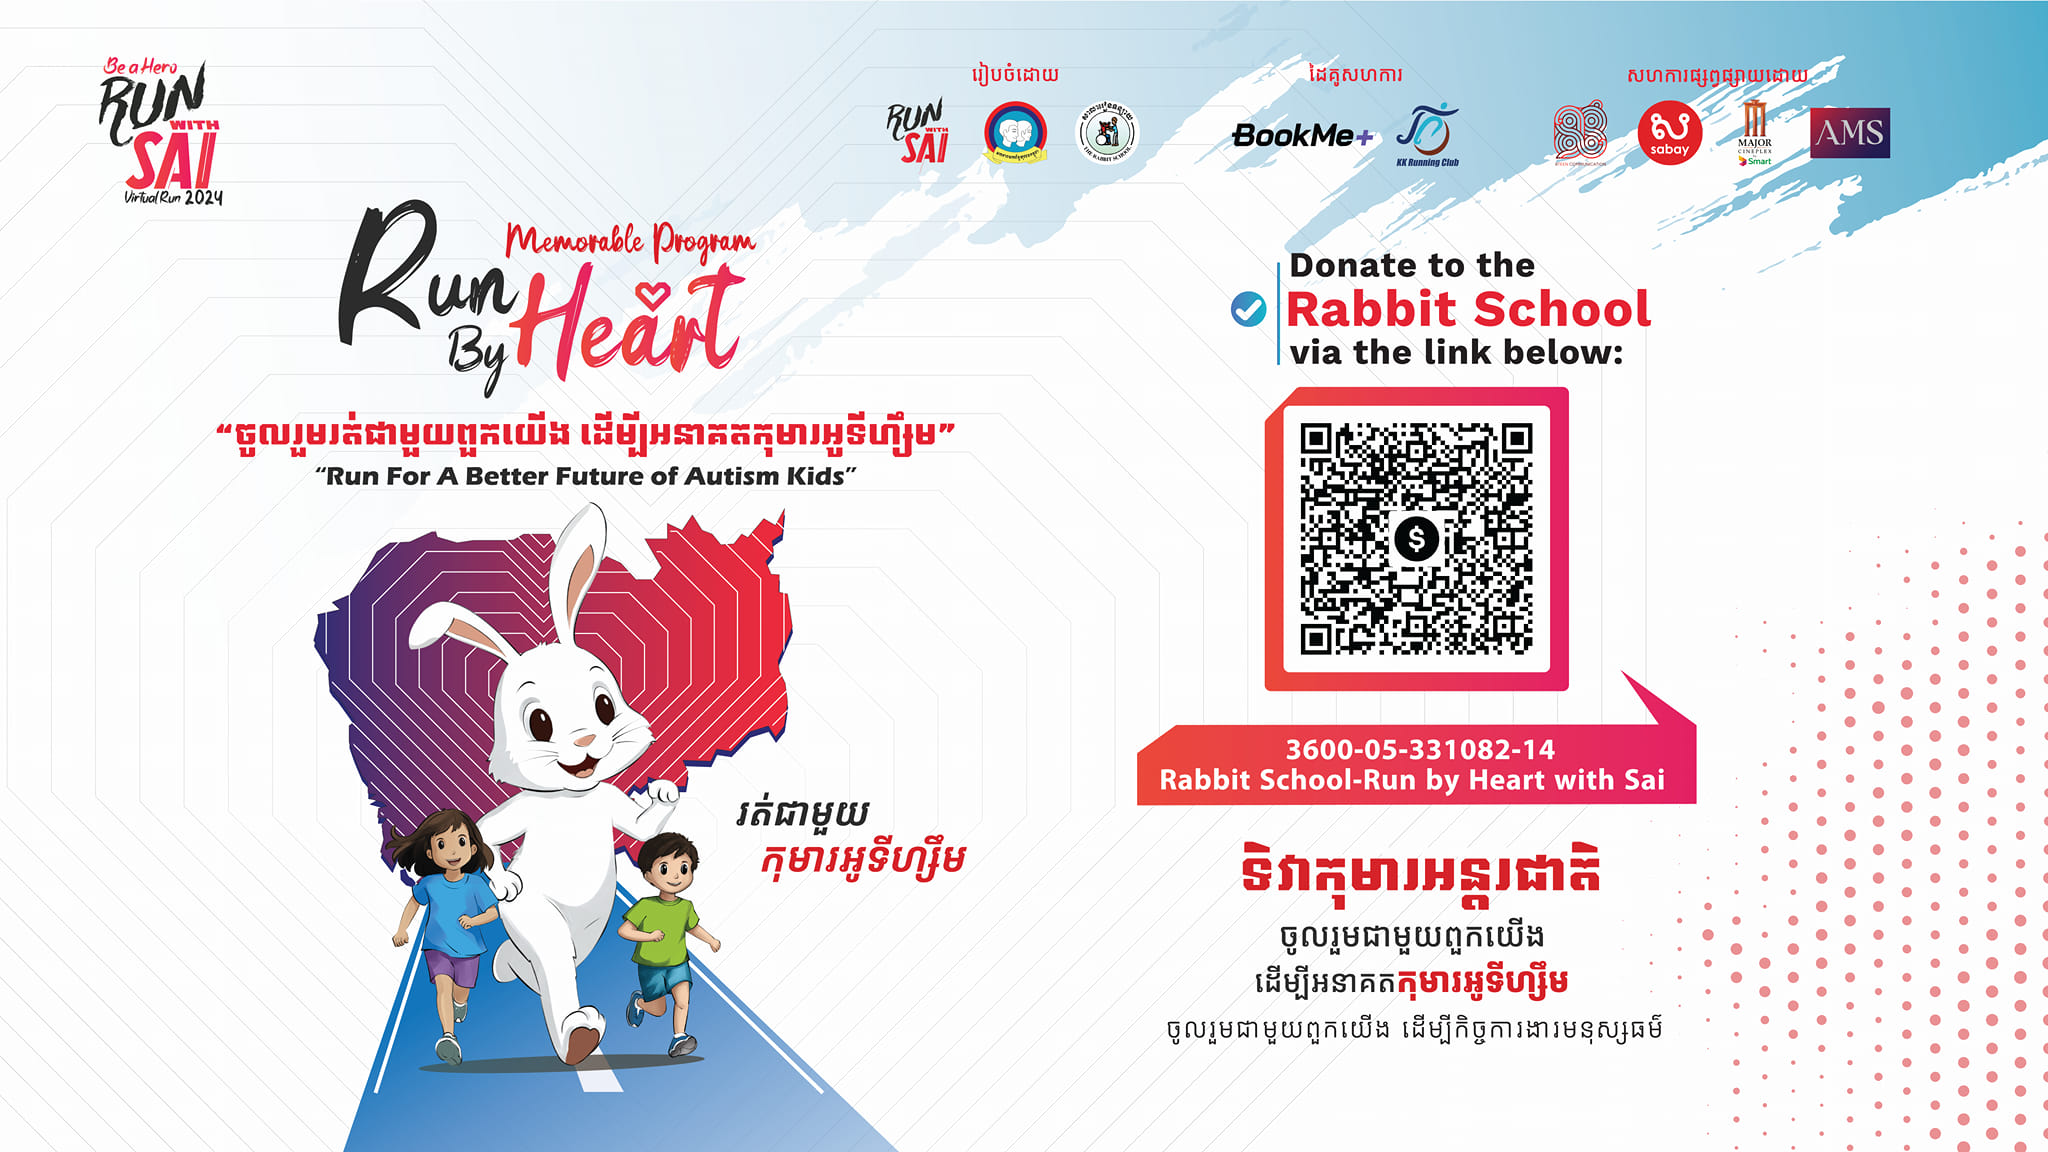 Be a Hero
RUN
WITH
SAI
Virtual Run 2024
រៀបចំដោយ
RUN
WITH
SAI
THE RABBIT SCHOOL
ដៃគូសហការ
BookMe+
KK Running Club
សហការផ្សព្វផ្សាយដោយ
ស
sabay
MAJOR
CINEPLEX
by
Smart
AMS
Memorable Program
Run
By Heart
“ចូលរួមរត់ជាមួយពួកយើង ដើម្បីអនាគតកុមារអូទីហ្សឹម”
“Run For A Better Future of Autism Kids”
រត់ជាមួយ
កុមារអូទីហ្សឹម
Donate to the
Rabbit School
via the link below:
$
3600-05-331082-14
Rabbit School-Run by Heart with Sai
ទិវាកុមារអន្តរជាតិ
ចូលរួមជាមួយពួកយើង
ដើម្បីអនាគតកុមារអូទីហ្សឹម
ចូលរួមជាមួយពួកយើង ដើម្បីកិច្ចការងារមនុស្សធម៌